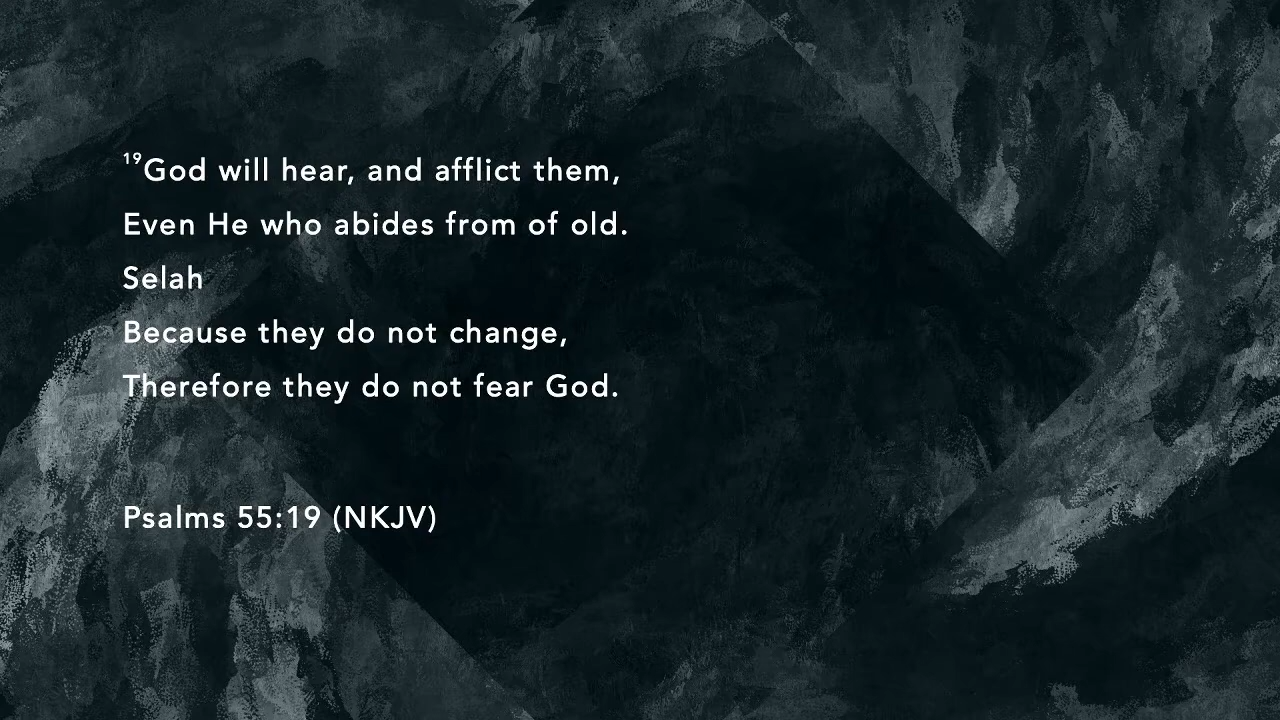 19God will hear, and afflict them,
Even He who abides from of old.
Selah
Because they do not change,
Therefore they do not fear God.
Psalms 55:19 (NKJV)